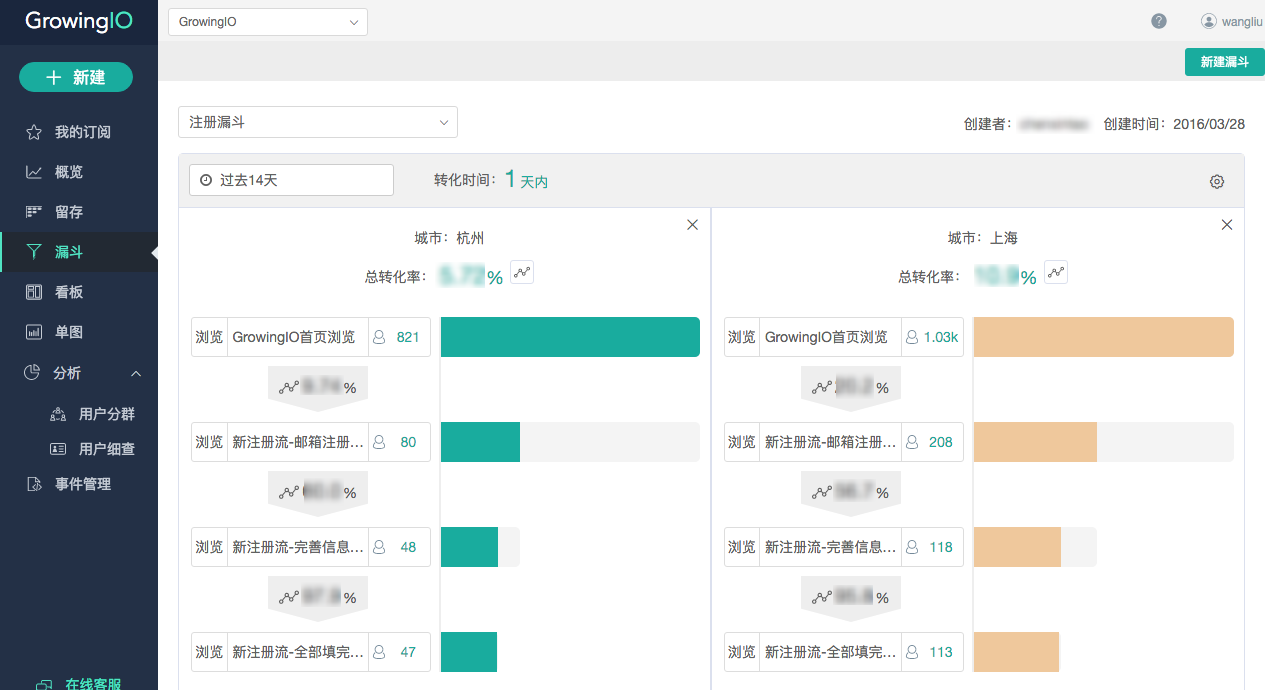 GrowingIO
GrowingIO
wangliu
新建
新建漏斗
我的订阅
概览
留存
漏斗
看板
单图
分析
用户分群
用户细查
事件管理
在线客服
注册漏斗
创建者： 创建时间：2016/03/28
过去14天
转化时间：1天内
城市：杭州
总转化率： %
浏览 GrowingIO首页浏览 821
%
浏览 新注册流-邮箱注册... 80
%
浏览 新注册流-完善信息... 48
%
浏览 新注册流-全部填完... 47
城市：上海
总转化率： %
浏览 GrowingIO首页浏览 1.03k
%
浏览 新注册流-邮箱注册... 208
%
浏览 新注册流-完善信息... 118
%
浏览 新注册流-全部填完... 113